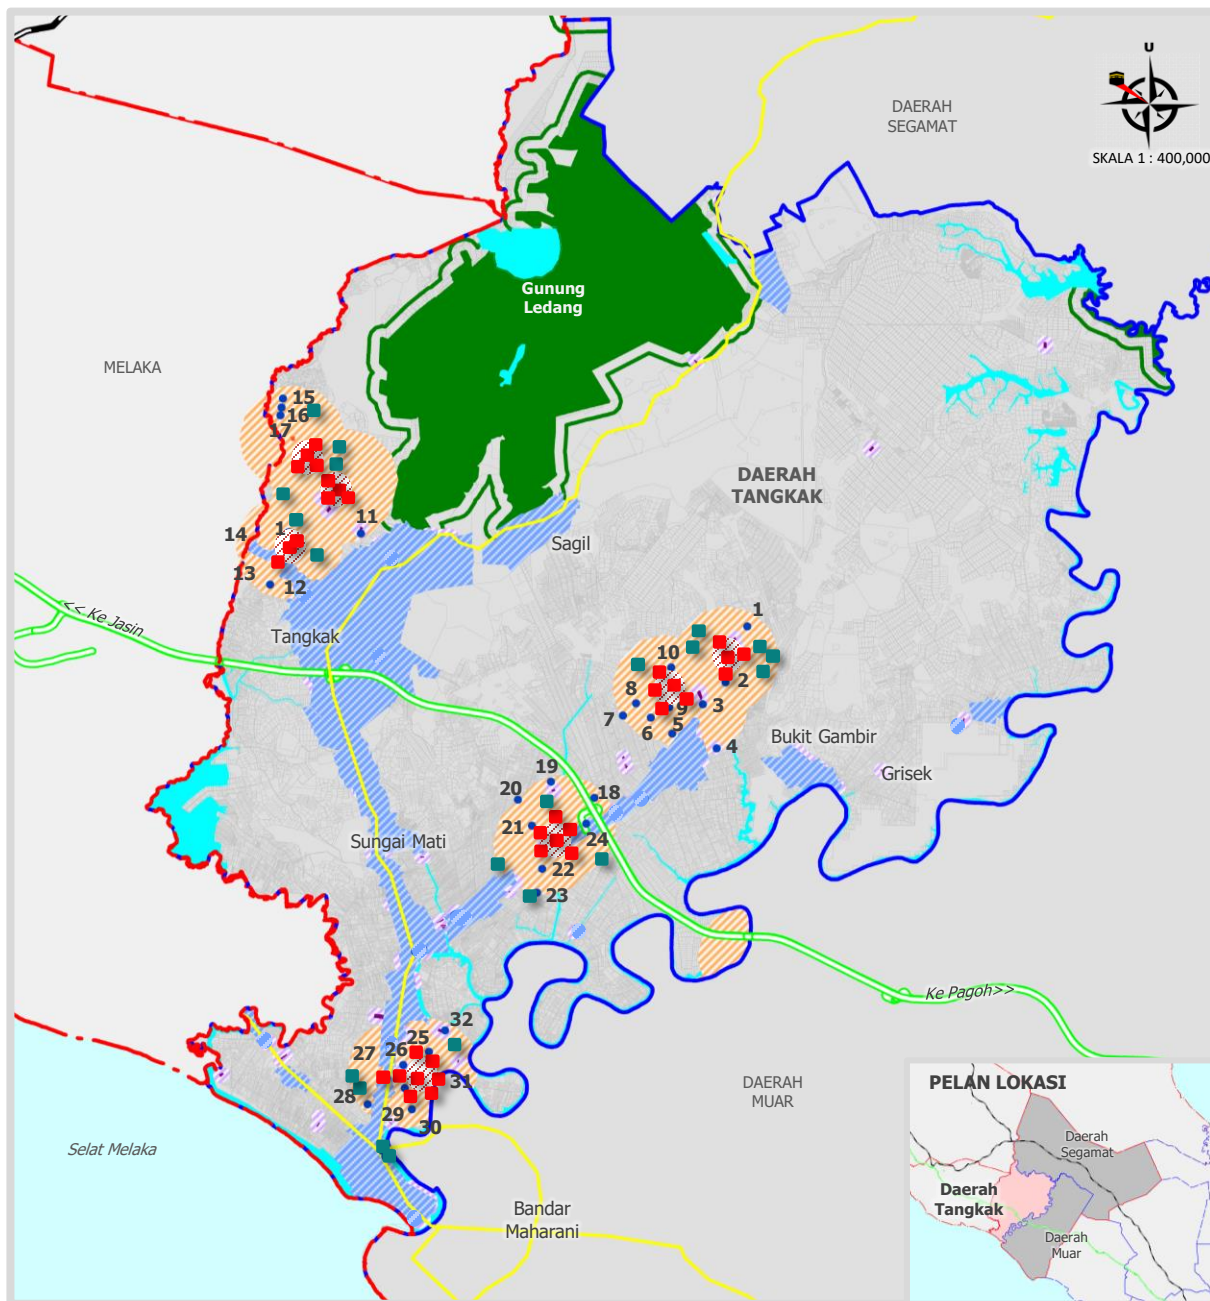 U
DAERAH
SEGAMAT
SKALA 1 : 400,000
Gunung
Ledang
MELAKA
15
16
17
DAERAH
TANGKAK
11
14
1
Sagil
13
12
<< Ke Jasin
Tangkak
1
10
2
8
9
3
7
6
5
4
Bukit Gambir
Grisek
19
20
18
21
24
Sungai Mati
22
23
Ke Pagoh>>
32
25
27
26
31
28
29
30
DAERAH
MUAR
Selat Melaka
Bandar
Maharani
PELAN LOKASI
Daerah
Segamat
Daerah
Tangkak
Daerah
Muar